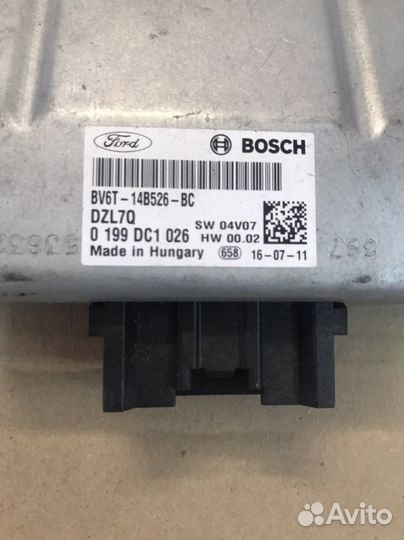 Ford BOSCH
BV6T-14B526-BC
DZL7Q
SW 04V07
0 199 DC1 026 HW 00.02
Made in Hungary 658 16-07-11
697
Avito